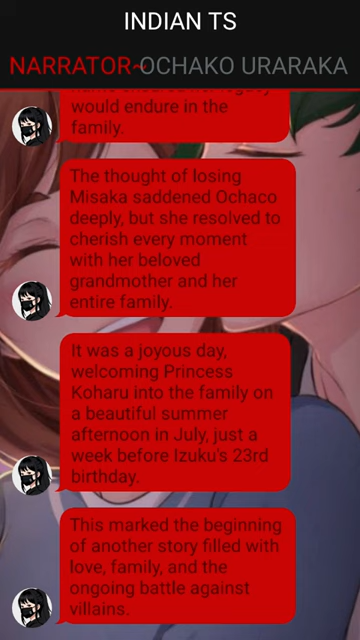 INDIAN TS
NARRATOR~OCHAKO URARAKA
would endure in the
family.
The thought of losing
Misaka saddened Ochaco
deeply, but she resolved to
cherish every moment
with her beloved
grandmother and her
entire family.
It was a joyous day,
welcoming Princess
Koharu into the family on
a beautiful summer
afternoon in July, just a
week before Izuku's 23rd
birthday.
This marked the beginning
of another story filled with
love, family, and the
ongoing battle against
villains.